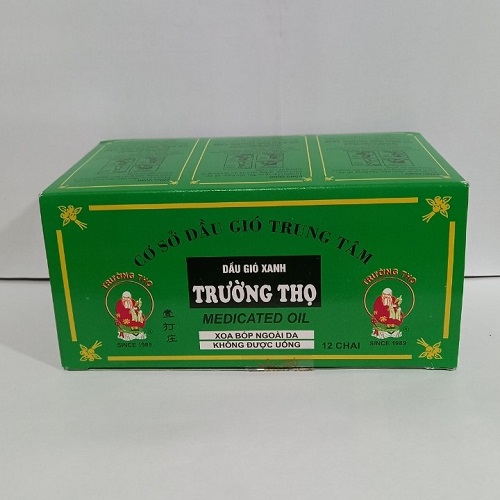 CƠ SỞ DẦU GIÓ TRUNG TÂM
DẦU GIÓ XANH
TRƯỜNG THỌ
MEDICATED OIL
XOA BÓP NGOÀI DA
KHÔNG ĐƯỢC UỐNG
12 CHAI
TRƯỜNG THỌ
SINCE 1983
TRƯỜNG THỌ
SINCE 1983